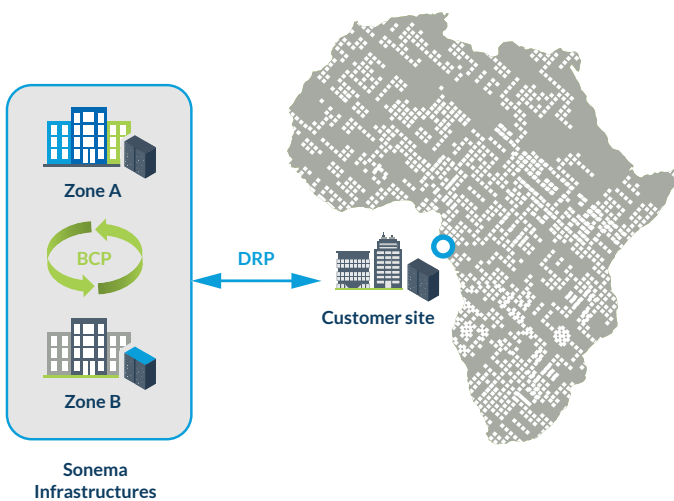 Zone A
BCP
DRP
Customer site
Zone B
Sonema
Infrastructures